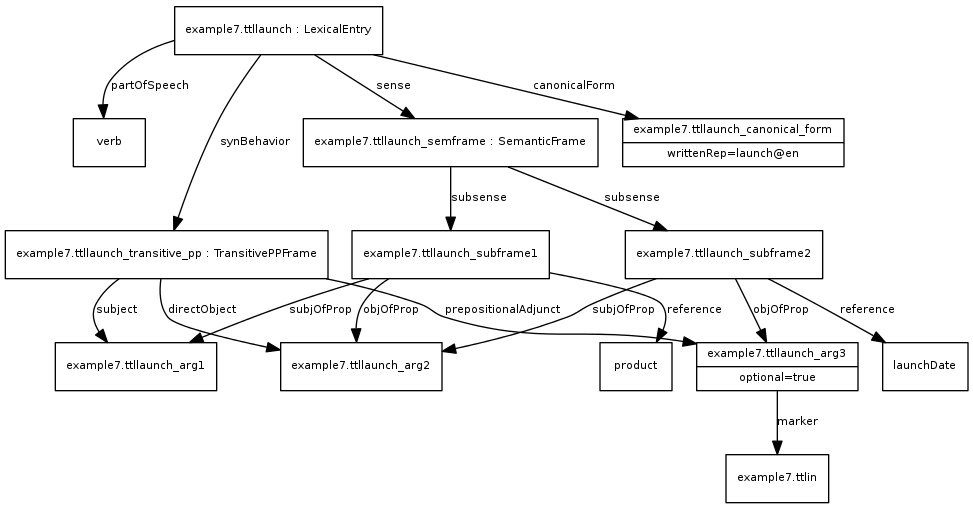 example7.ttllaunch : LexicalEntry
partOfSpeech
sense
canonicalForm
verb
synBehavior
example7.ttllaunch_semframe : SemanticFrame
example7.ttllaunch_canonical_form
writtenRep=launch@en
subsense
subsense
example7.ttllaunch_transitive_pp : TransitivePPFrame
example7.ttllaunch_subframe1
example7.ttllaunch_subframe2
subject
directObject
subjOfProp
objOfProp
prepositionalAdjunct
subjOfProp
reference
objOfProp
reference
example7.ttllaunch_arg1
example7.ttllaunch_arg2
product
example7.ttllaunch_arg3
optional=true
launchDate
marker
example7.ttlin